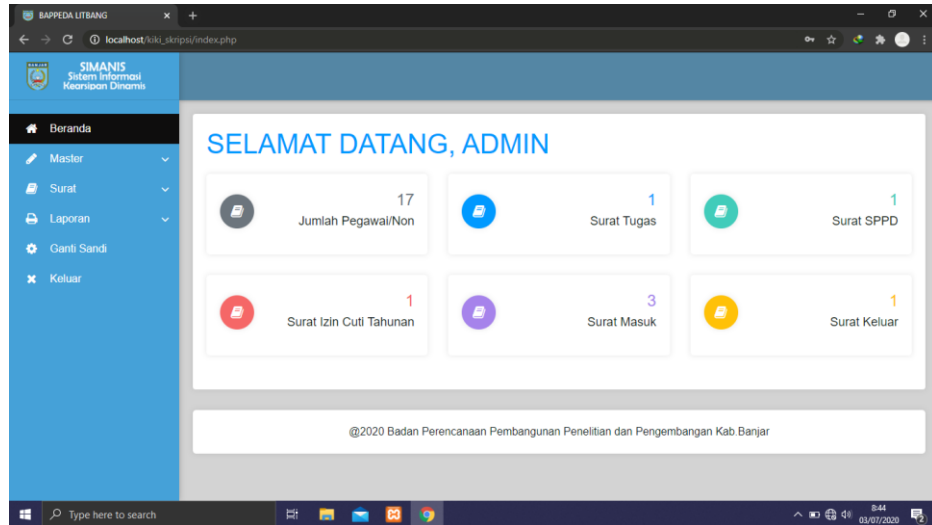 BAPPEDA LITBANG
localhost/kiki_skripsi/index.php
BANJAR
SIMANIS
Sistem Informasi
Kearsipan Dinamis
Beranda
Master
Surat
Laporan
Ganti Sandi
Keluar
SELAMAT DATANG, ADMIN
17
Jumlah Pegawai/Non
1
Surat Tugas
1
Surat SPPD
1
Surat Izin Cuti Tahunan
3
Surat Masuk
1
Surat Keluar
@2020 Badan Perencanaan Pembangunan Penelitian dan Pengembangan Kab.Banjar
Type here to search
8:44
03/07/2020
2